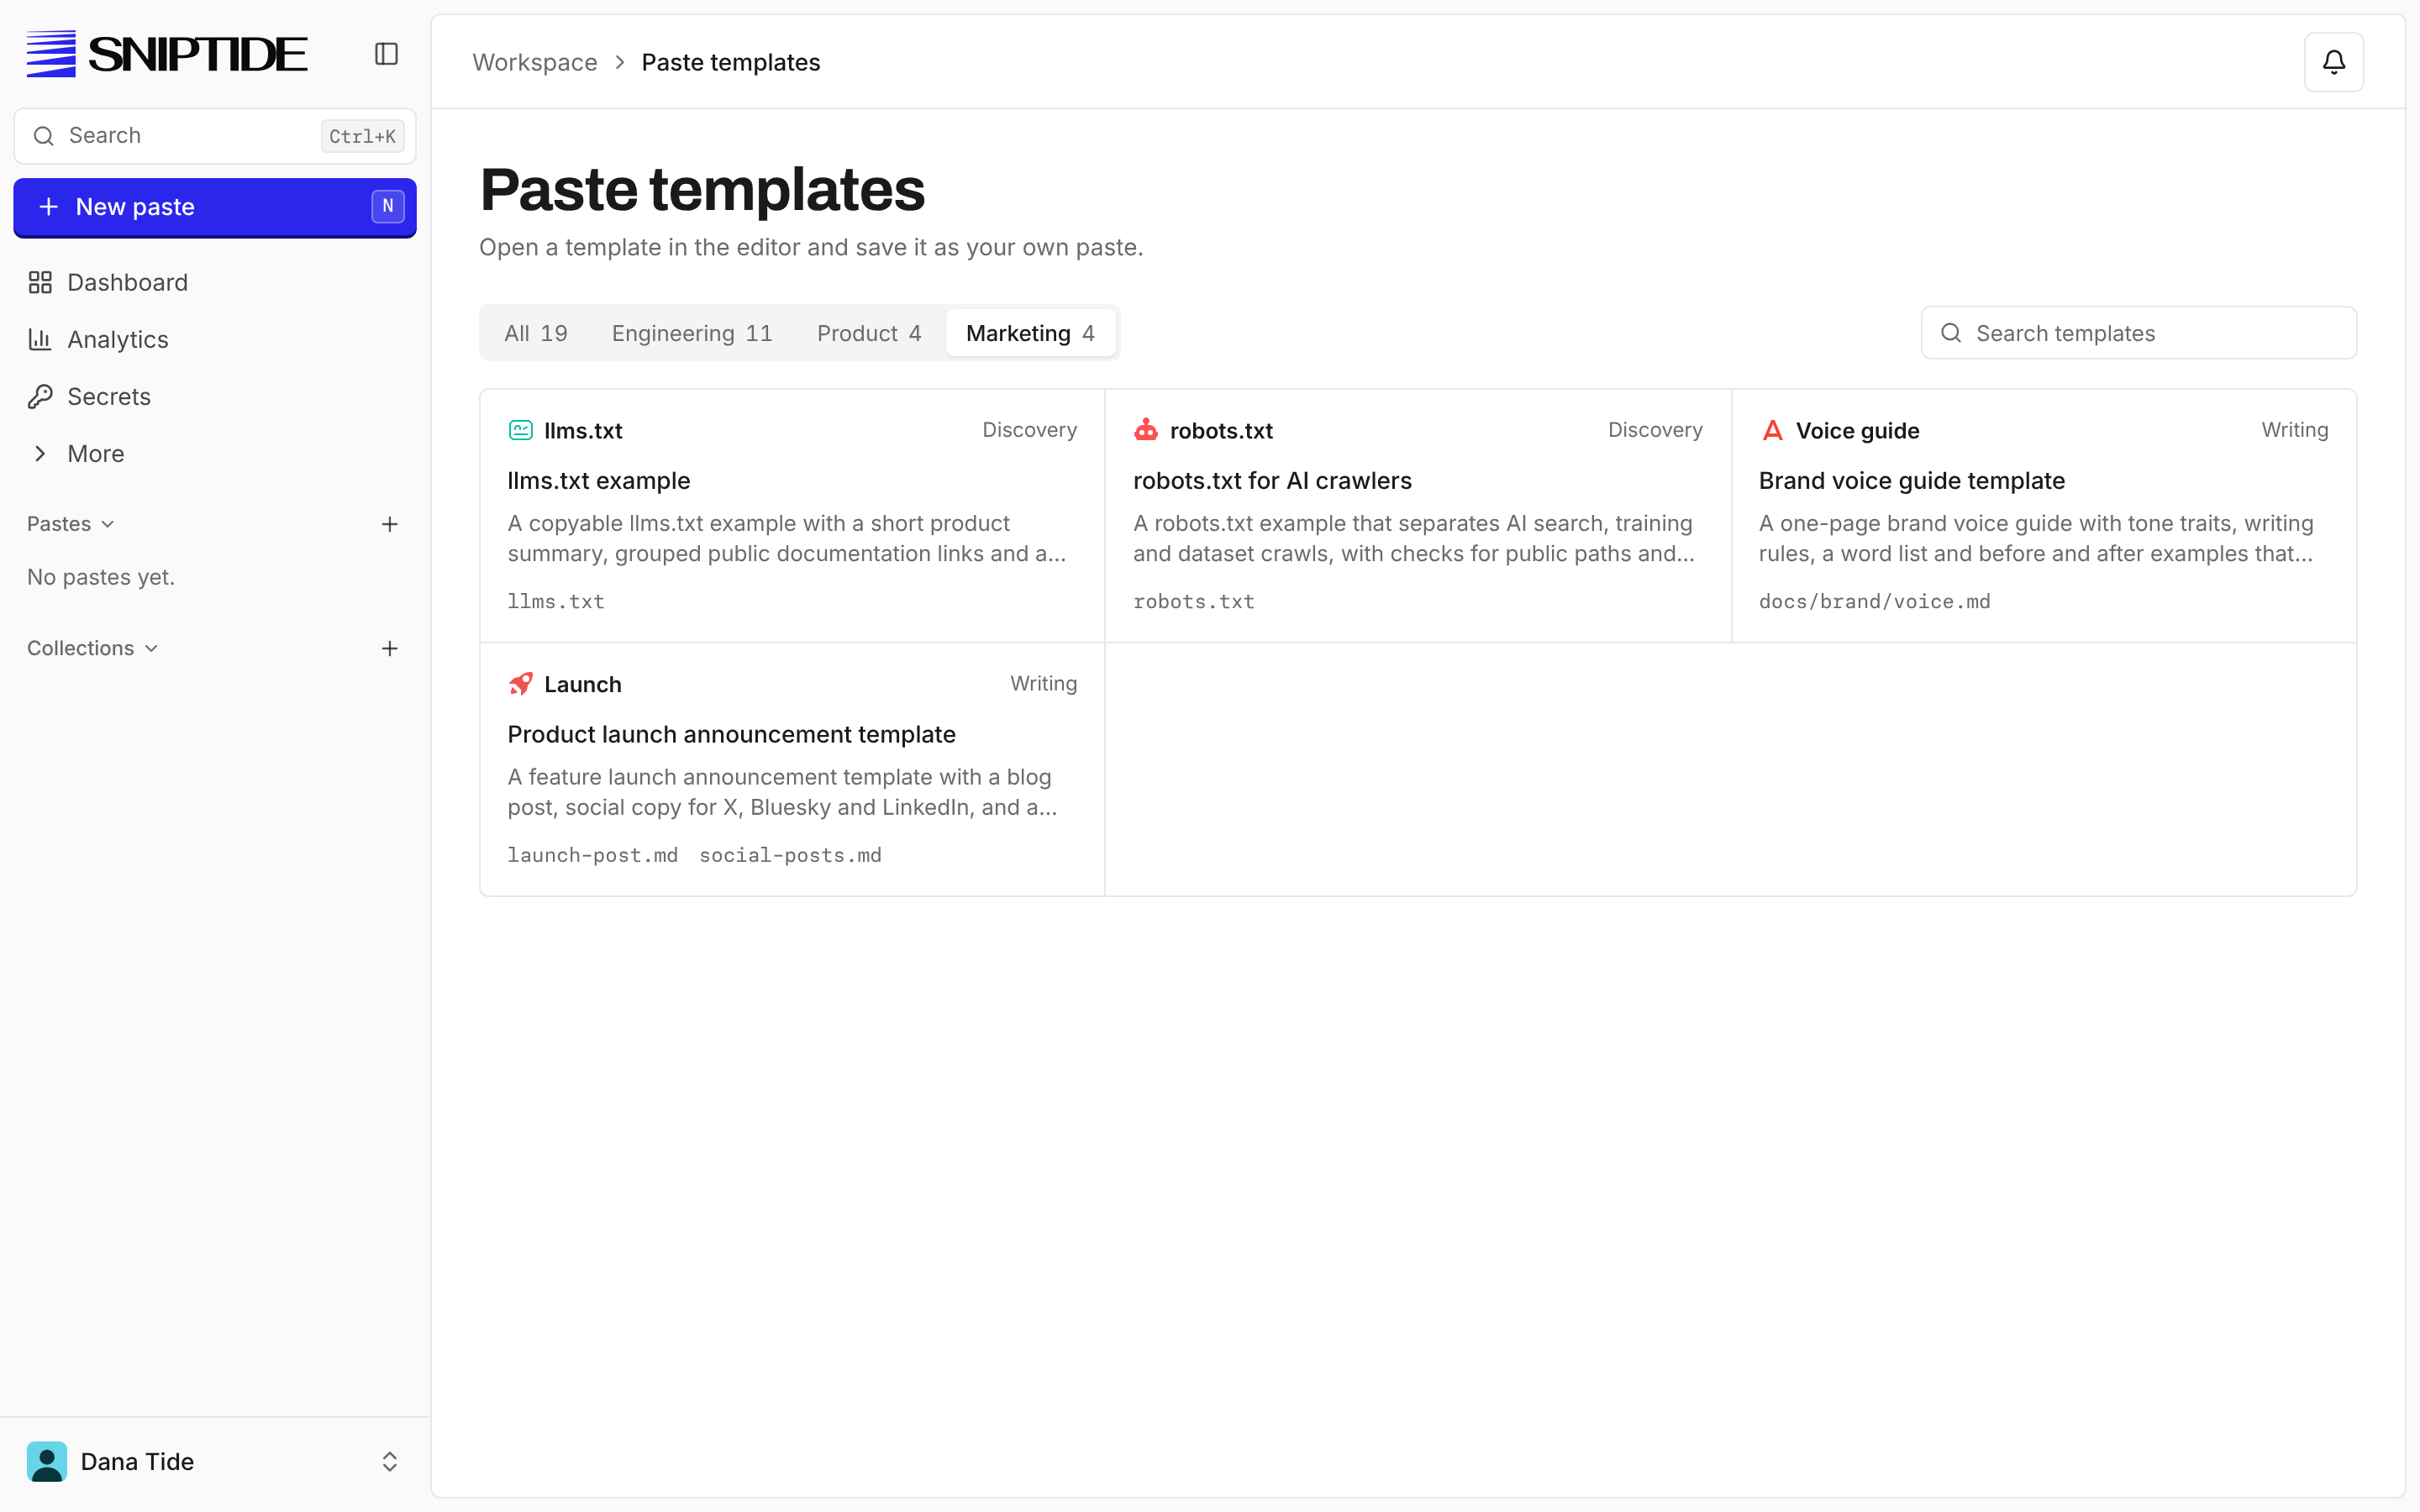 SNIPTIDE
Search Ctrl+K
New paste N
Dashboard
Analytics
Secrets
More
Pastes
No pastes yet.
Collections
Dana Tide
Workspace > Paste templates
Paste templates
Open a template in the editor and save it as your own paste.
All 19 Engineering 11 Product 4 Marketing 4
Search templates
llms.txt Discovery
llms.txt example
A copyable llms.txt example with a short product
summary, grouped public documentation links and a...
llms.txt
robots.txt Discovery
robots.txt for AI crawlers
A robots.txt example that separates AI search, training
and dataset crawls, with checks for public paths and...
robots.txt
Voice guide Writing
Brand voice guide template
A one-page brand voice guide with tone traits, writing
rules, a word list and before and after examples that...
docs/brand/voice.md
Launch Writing
Product launch announcement template
A feature launch announcement template with a blog
post, social copy for X, Bluesky and LinkedIn, and a...
launch-post.md social-posts.md